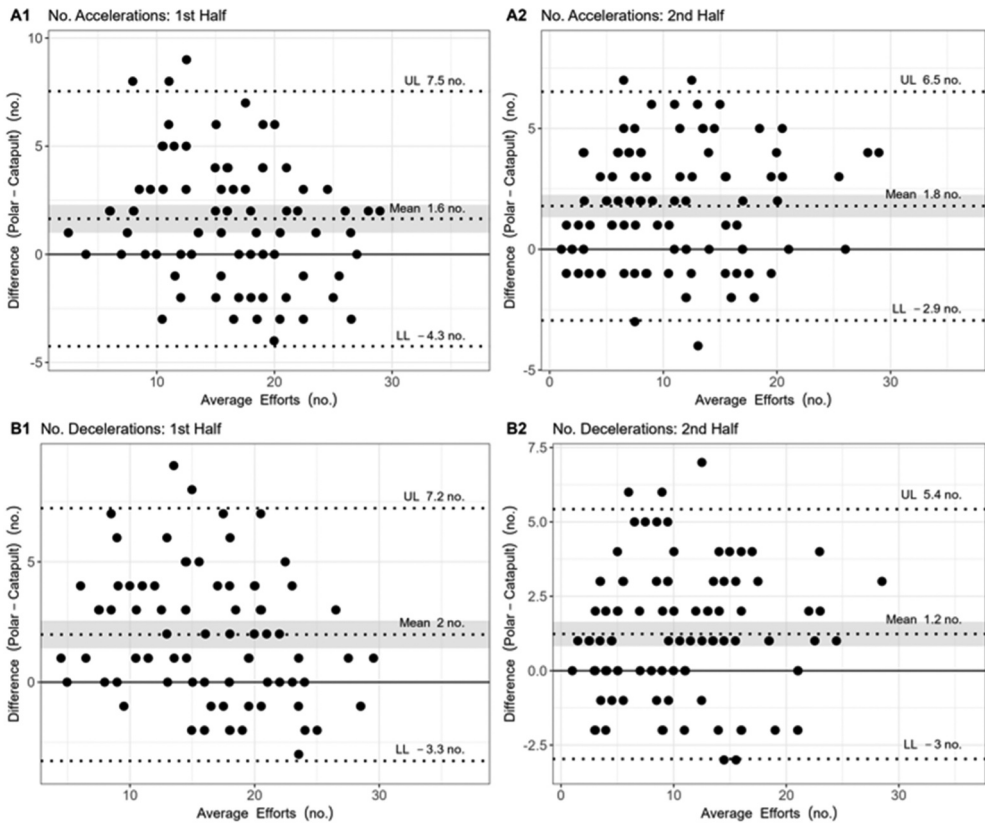 A1 No. Accelerations: 1st Half
10
5
0
-5
UL 7.5 no.
Mean 1.6 no.
LL −4.3 no.
Difference (Polar − Catapult) (no.)
10 20 30
Average Efforts (no.)
A2 No. Accelerations: 2nd Half
5
0
-5
UL 6.5 no.
Mean 1.8 no.
LL −2.9 no.
Difference (Polar − Catapult) (no.)
0 10 20 30
Average Efforts (no.)
B1 No. Decelerations: 1st Half
5
0
UL 7.2 no.
Mean 2 no.
LL −3.3 no.
Difference (Polar − Catapult) (no.)
10 20 30
Average Efforts (no.)
B2 No. Decelerations: 2nd Half
7.5
5.0
2.5
0.0
-2.5
UL 5.4 no.
Mean 1.2 no.
LL −3 no.
Difference (Polar − Catapult) (no.)
0 10 20 30
Average Efforts (no.)